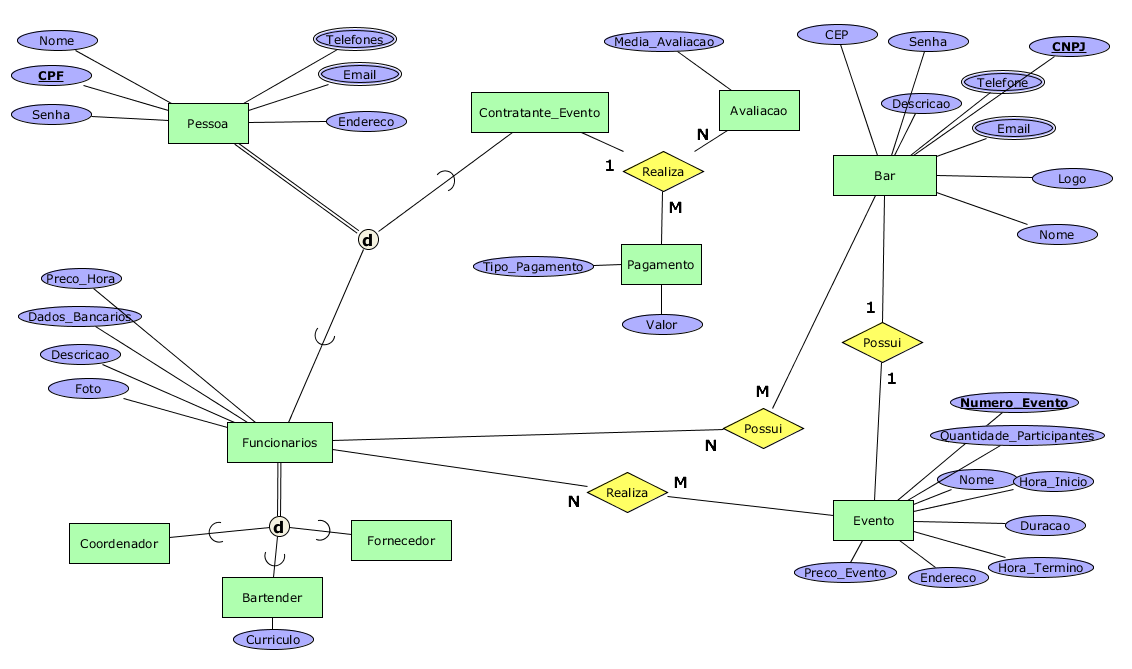 Nome
CPF
Senha
Telefones
Email
Endereco
Pessoa
Contratante_Evento
Media_Avaliacao
Avaliacao
N
1
Realiza
M
Pagamento
Tipo_Pagamento
Valor
CEP
Senha
CNPJ
Telefone
Descricao
Email
Logo
Nome
Bar
d
Preco_Hora
Dados_Bancarios
Descricao
Foto
Funcionarios
1
Possui
1
M
Possui
N
M
Realiza
N
Numero_Evento
Quantidade_Participantes
Nome
Hora_Inicio
Duracao
Hora_Termino
Endereco
Preco_Evento
Evento
d
Coordenador
Fornecedor
Bartender
Curriculo